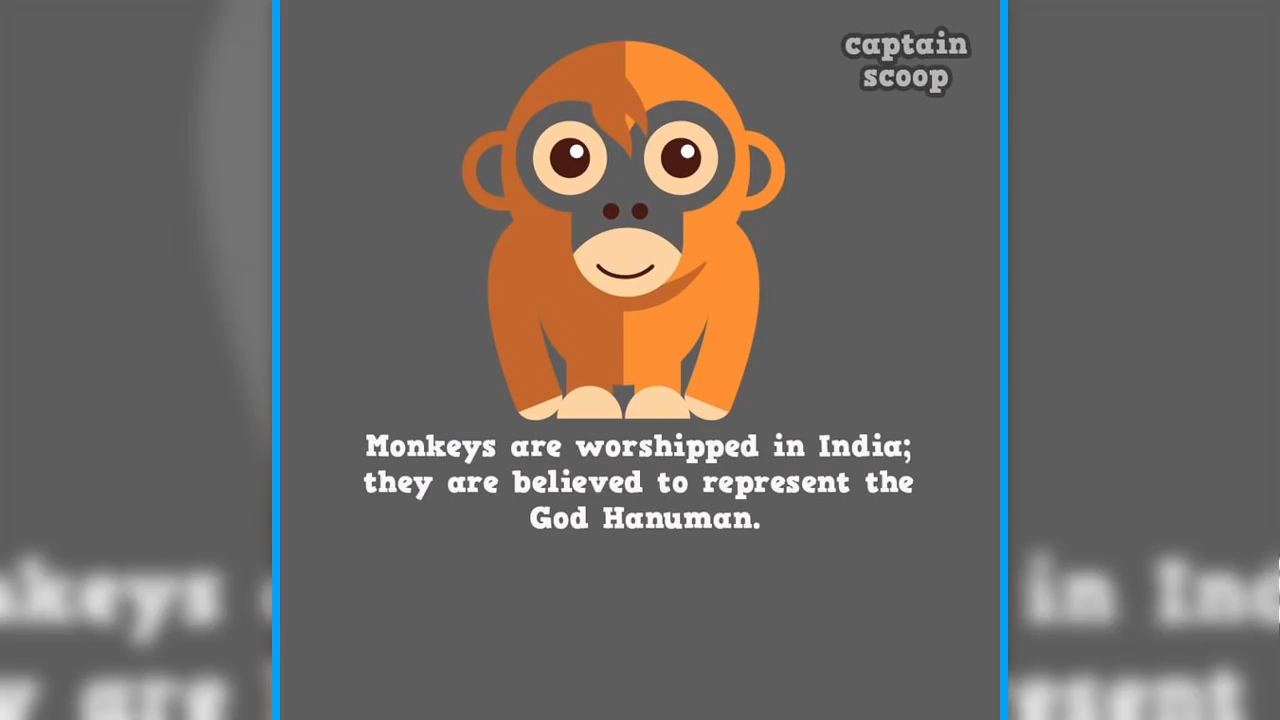 captain
scoop
Monkeys are worshipped in India;
they are believed to represent the
God Hanuman.